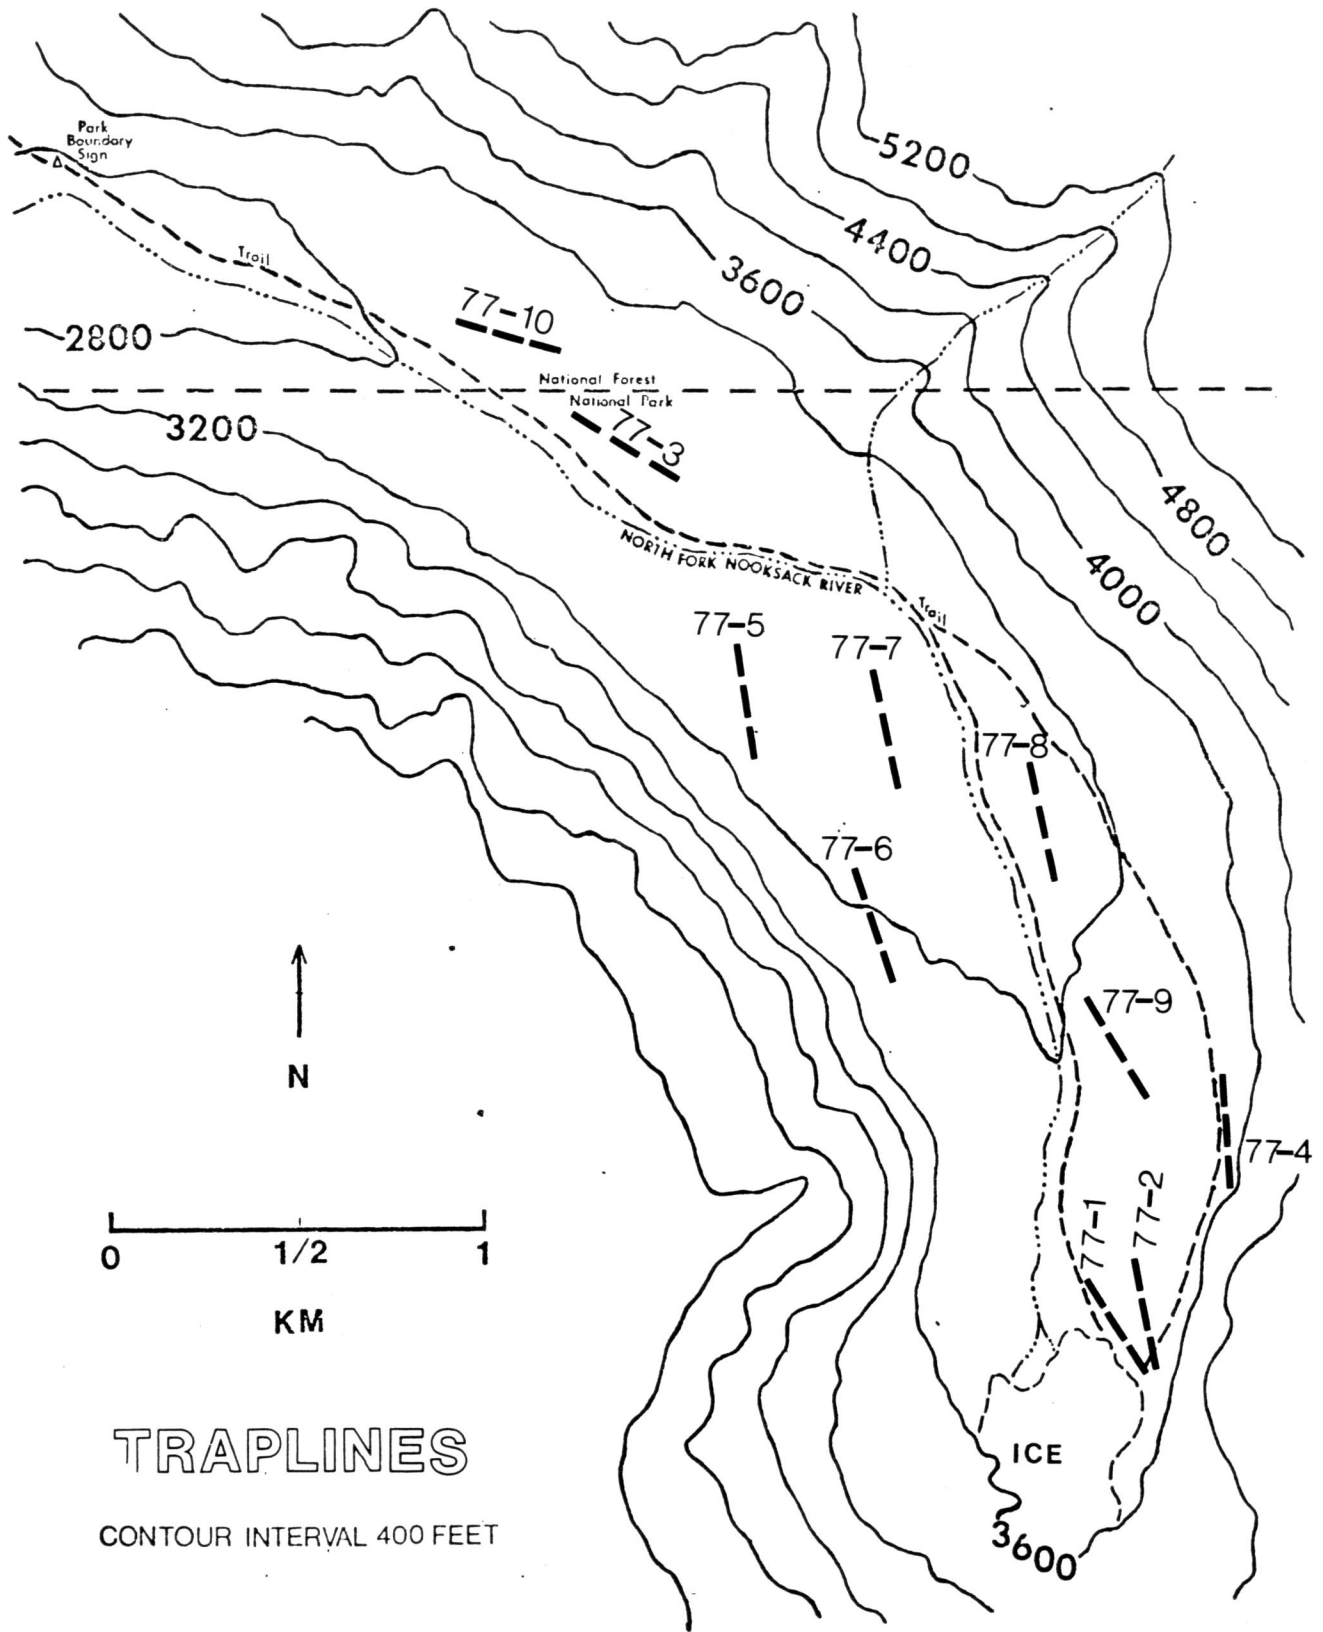 Park
Boundary
Sign
5200
4400
Trail
3600
77-10
2800
National Forest
National Park
3200
77-3
4800
NORTH FORK NOOKSACK RIVER
4000
Trail
77-5
77-7
77-8
77-6
77-9
N
77-4
77-2
77-1
0 1/2 1
KM
TRAPLINES
ICE
CONTOUR INTERVAL 400 FEET
3600